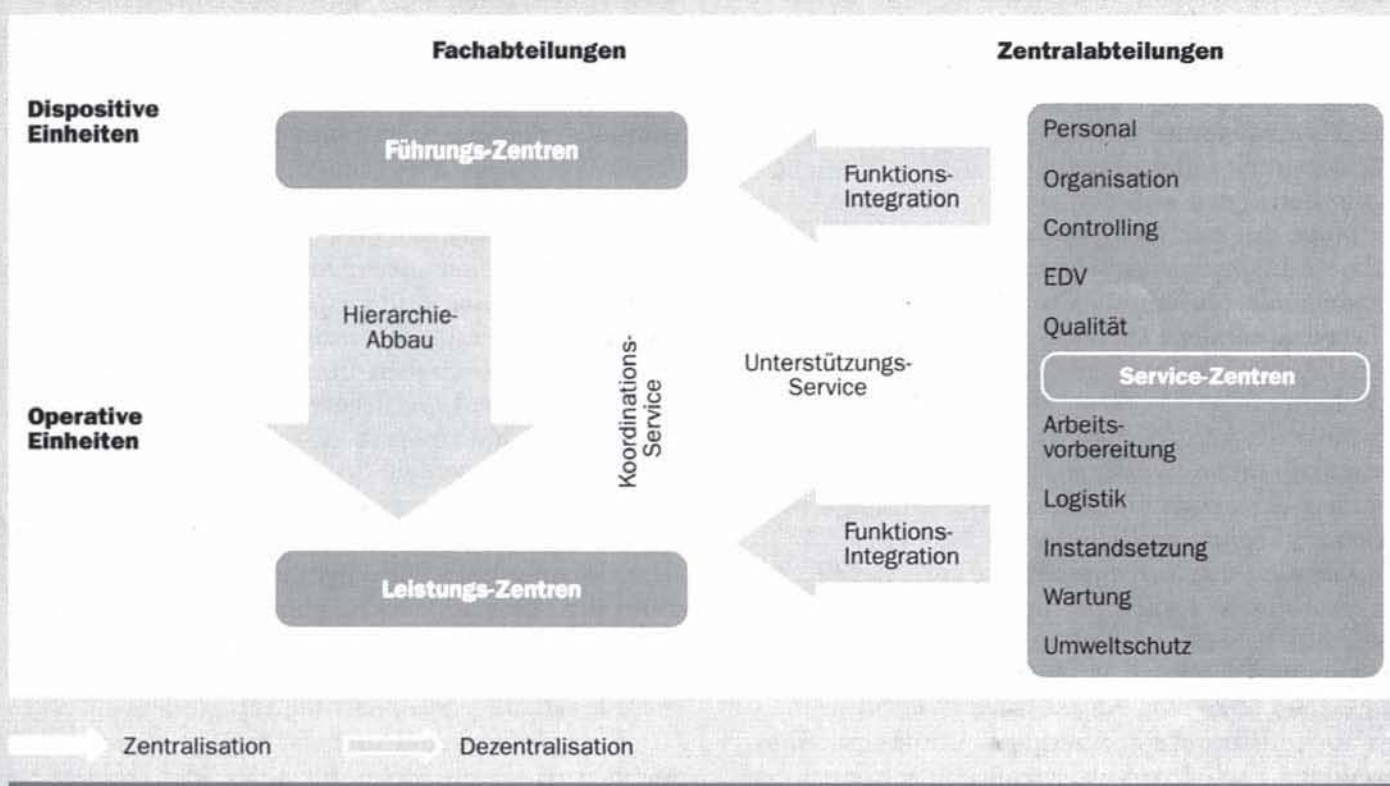 Fachabteilungen
Zentralabteilungen
Dispositive
Einheiten
Führungs-Zentren
Funktions-
Integration
Hierarchie-
Abbau
Koordinations-
Service
Unterstützungs-
Service
Operative
Einheiten
Funktions-
Integration
Leistungs-Zentren
Personal
Organisation
Controlling
EDV
Qualität
Service-Zentren
Arbeits-
vorbereitung
Logistik
Instandsetzung
Wartung
Umweltschutz
Zentralisation
Dezentralisation